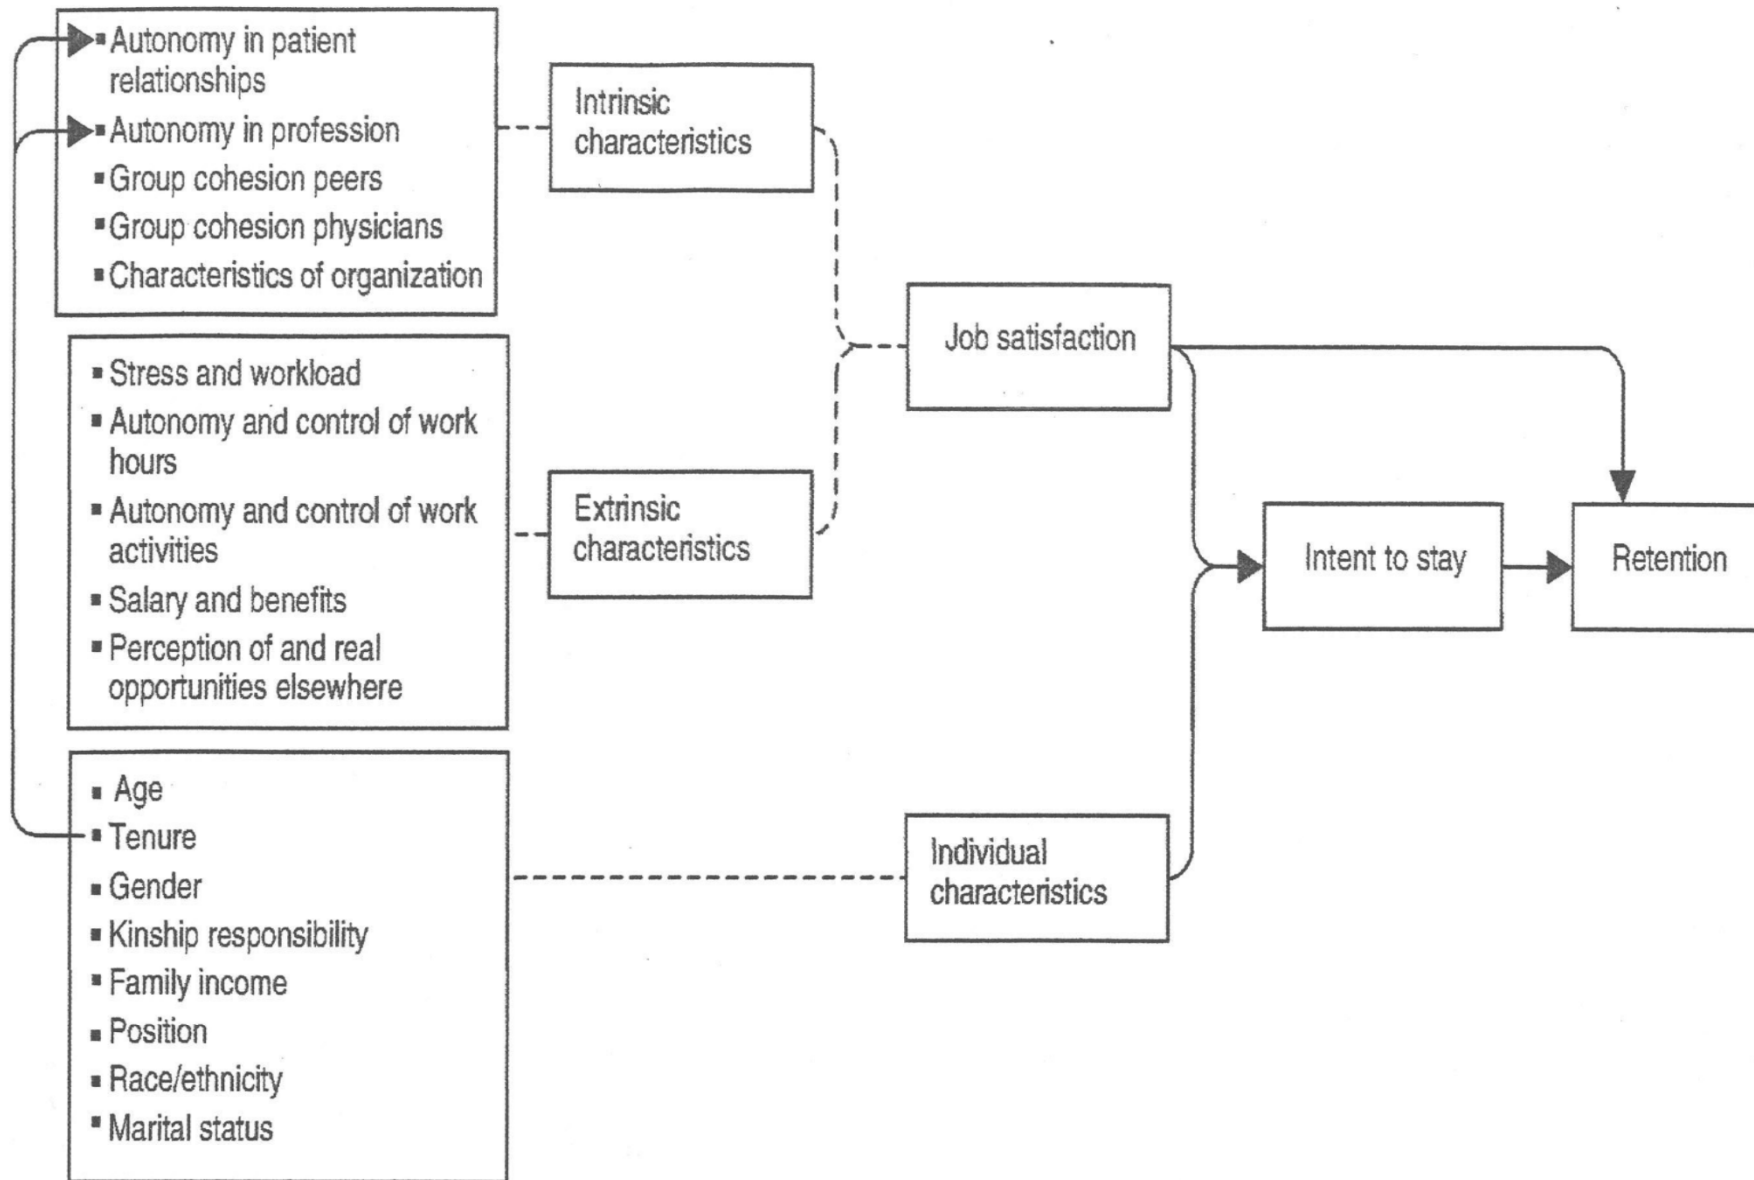 ▪ Autonomy in patient
relationships
▪ Autonomy in profession
▪ Group cohesion peers
▪ Group cohesion physicians
▪ Characteristics of organization
Intrinsic
characteristics
▪ Stress and workload
▪ Autonomy and control of work
hours
▪ Autonomy and control of work
activities
▪ Salary and benefits
▪ Perception of and real
opportunities elsewhere
Extrinsic
characteristics
Job satisfaction
Intent to stay
Retention
▪ Age
▪ Tenure
▪ Gender
▪ Kinship responsibility
▪ Family income
▪ Position
▪ Race/ethnicity
▪ Marital status
Individual
characteristics